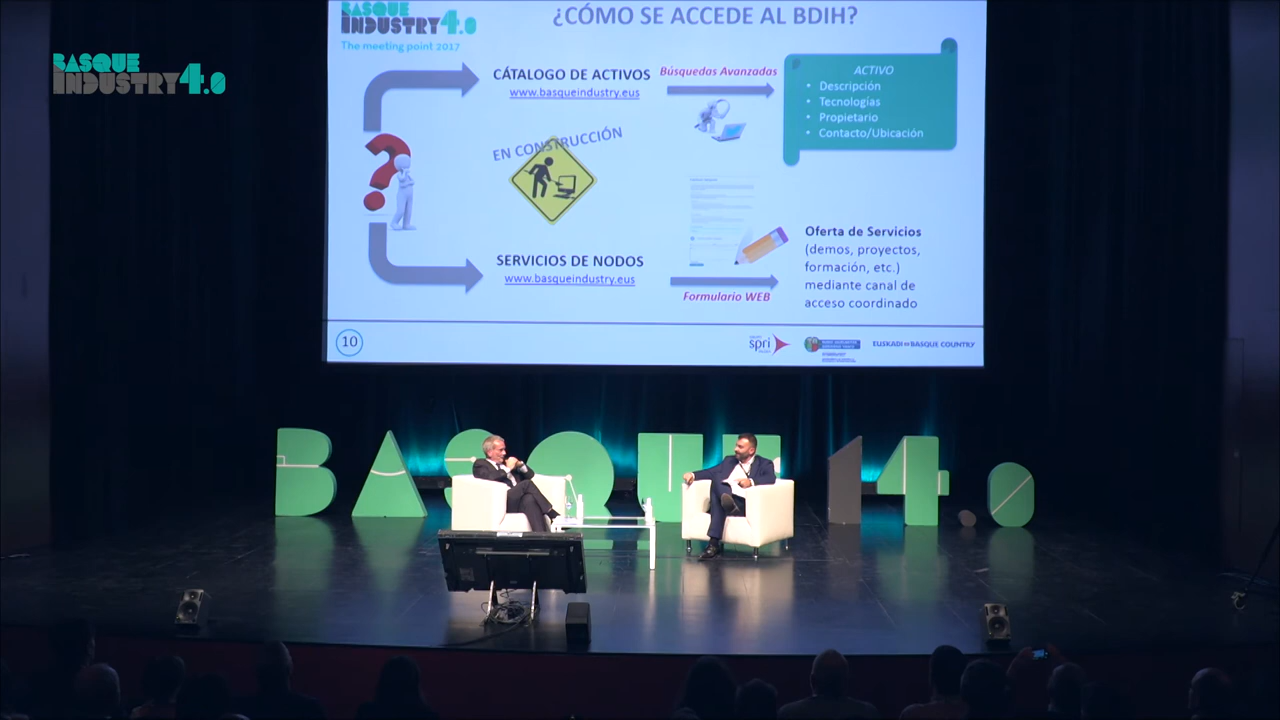 BASQUE
INDUSTRY 4.0
BASQUE
INDUSTRY 4.0
The meeting point 2017
¿CÓMO SE ACCEDE AL BDIH?
CÁTALOGO DE ACTIVOS
www.basqueindustry.eus
Búsquedas Avanzadas
ACTIVO
• Descripción
• Tecnologías
• Propietario
• Contacto/Ubicación
EN CONSTRUCCIÓN
SERVICIOS DE NODOS
www.basqueindustry.eus
Formulario WEB
Oferta de Servicios
(demos, proyectos,
formación, etc.)
mediante canal de
acceso coordinado
10
spri
EUSKADI BASQUE COUNTRY
BASQUE I4.0